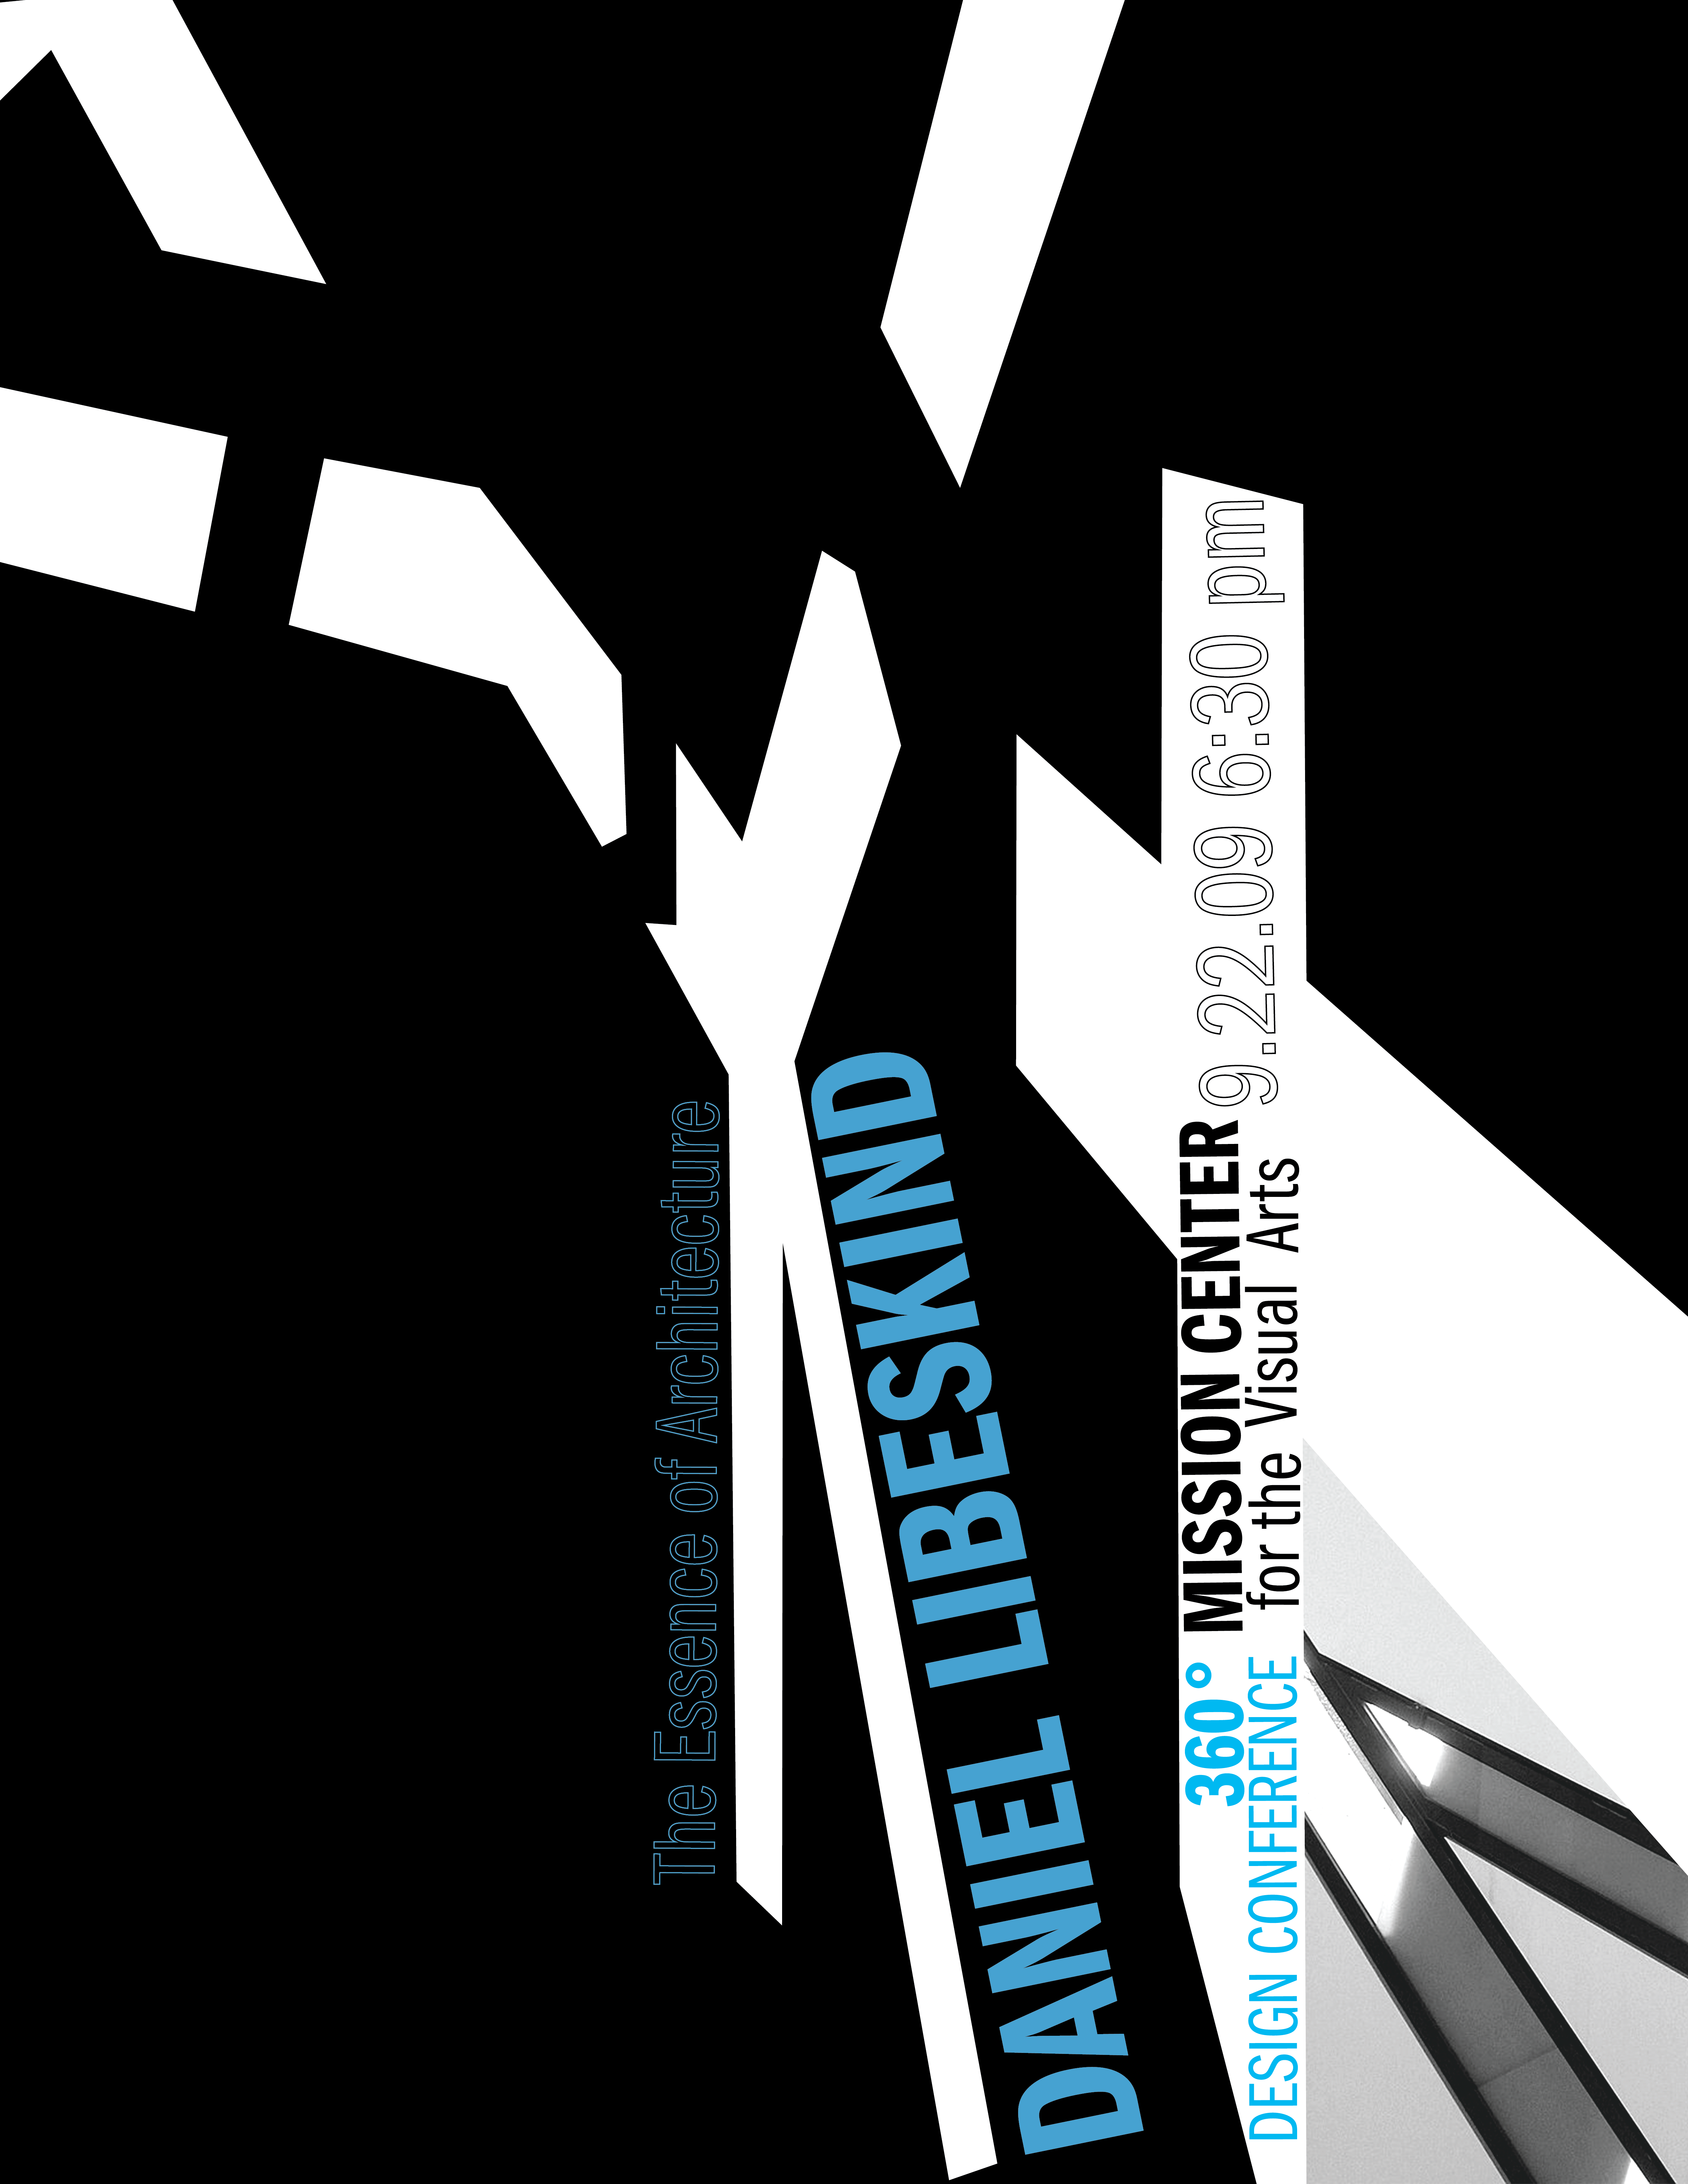 The Essence of Architecture
DANIEL LIBESKIND
360° MISSION CENTER 9.22.09 6:30 pm
DESIGN CONFERENCE for the Visual Arts